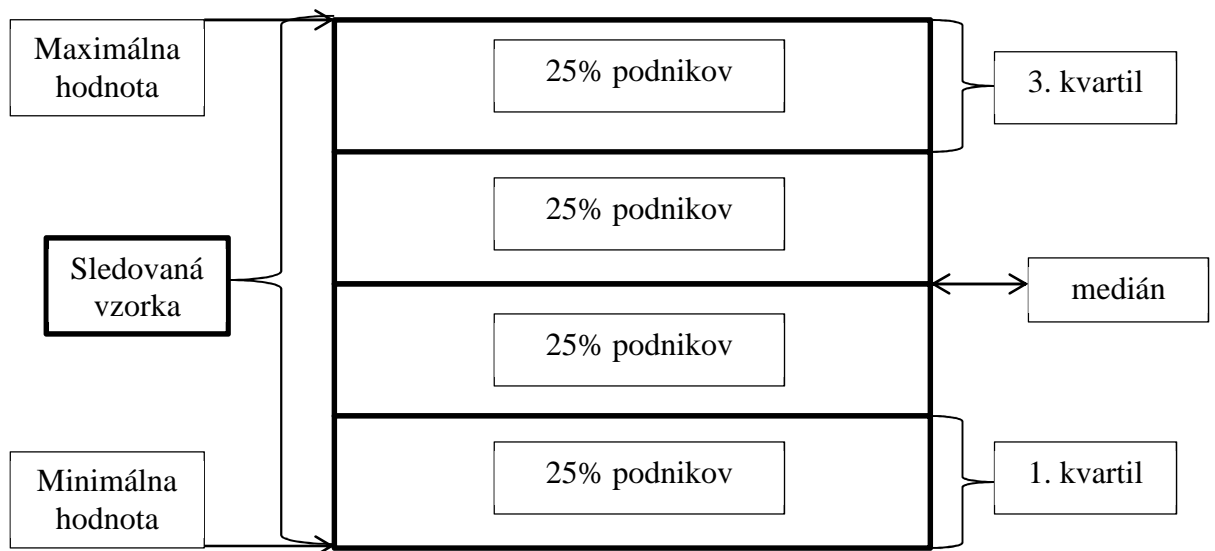 Maximálna
hodnota
25% podnikov
3. kvartil
25% podnikov
Sledovaná
vzorka
medián
25% podnikov
Minimálna
hodnota
25% podnikov
1. kvartil